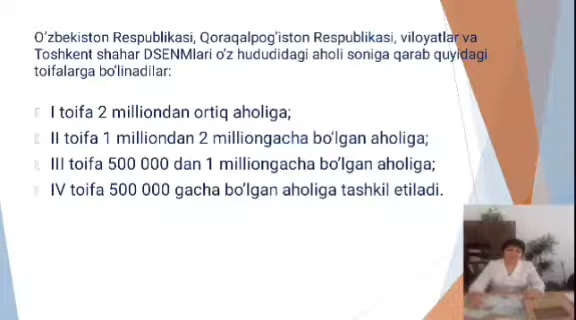 O’zbekiston Respublikasi, Qoraqalpog’iston Respublikasi, viloyatlar va
Toshkent shahar DSENMlari o’z hududidagi aholi soniga qarab quyidagi
toifalarga bo’linadilar:
I toifa 2 milliondan ortiq aholiga;
II toifa 1 milliondan 2 milliongacha bo’lgan aholiga;
III toifa 500 000 dan 1 milliongacha bo’lgan aholiga;
IV toifa 500 000 gacha bo’lgan aholiga tashkil etiladi.